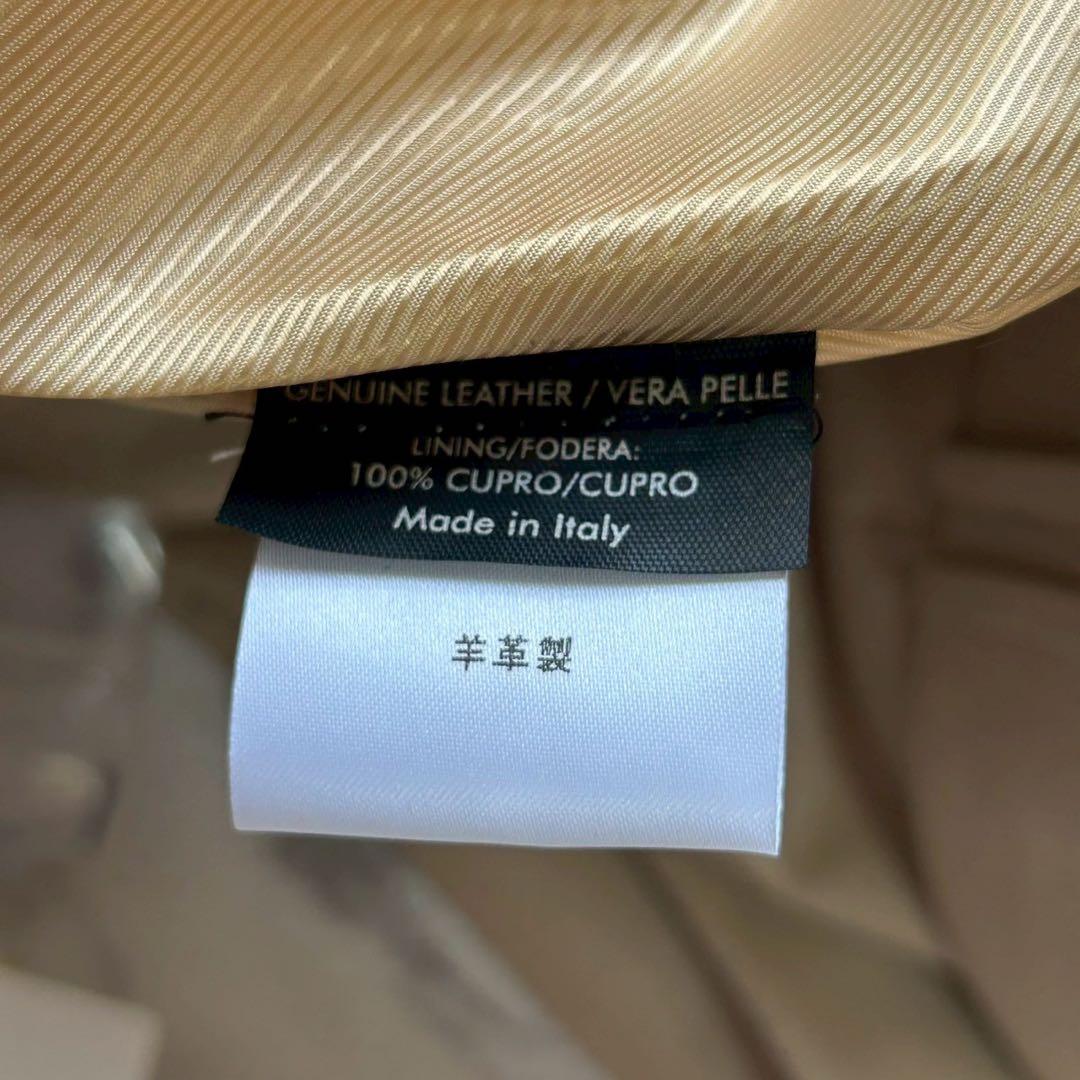 GENUINE LEATHER / VERA PELLE
LINING/FODERA:
100% CUPRO/CUPRO
Made in Italy
羊革製